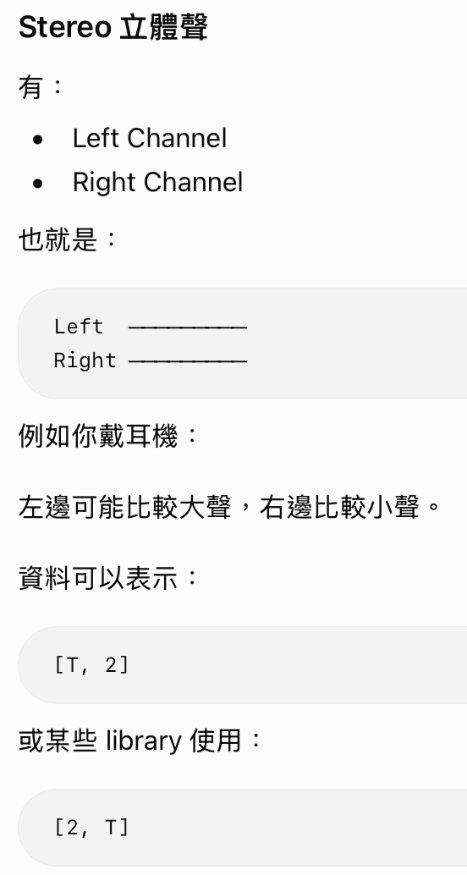 Stereo 立體聲
有：
• Left Channel
• Right Channel
也就是：
Left ─────────
Right ─────────
例如你戴耳機：
左邊可能比較大聲，右邊比較小聲。
資料可以表示：
[T, 2]
或某些 library 使用：
[2, T]